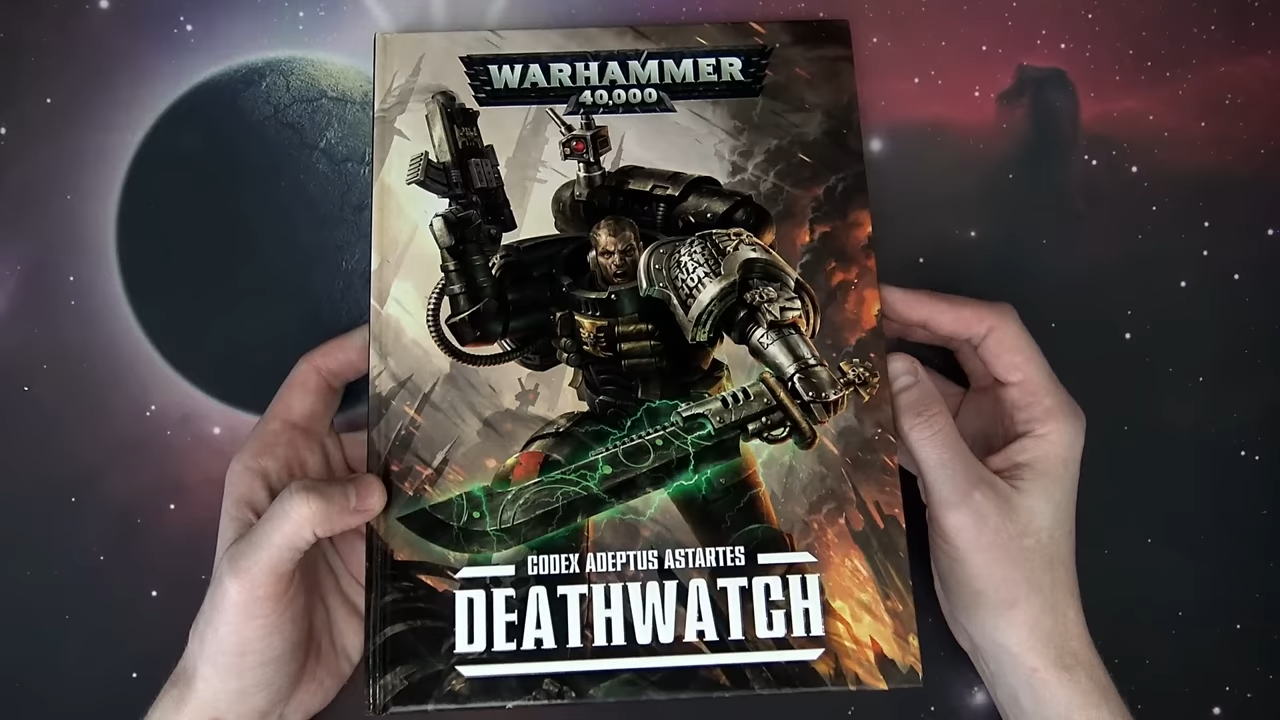 WARHAMMER
40,000
CODEX ADEPTUS ASTARTES
DEATHWATCH